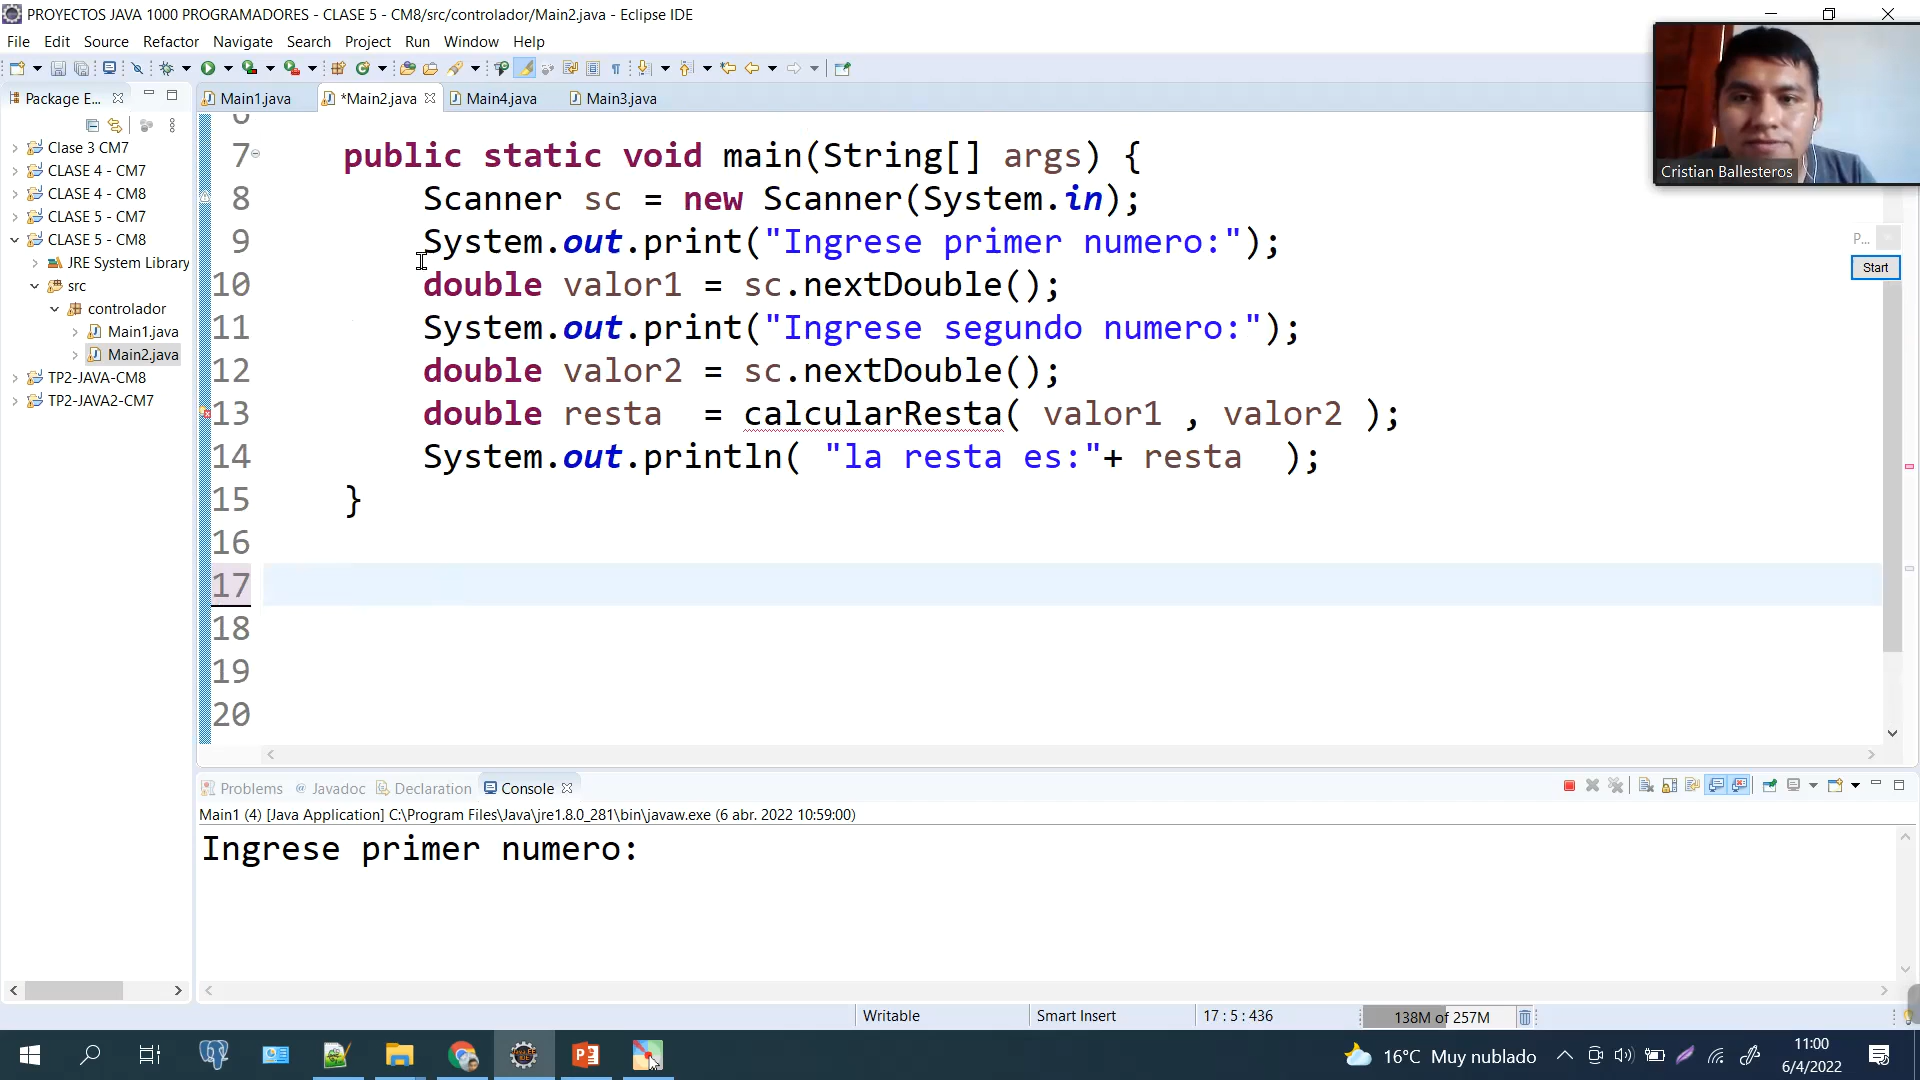 PROYECTOS JAVA 1000 PROGRAMADORES - CLASE 5 - CM8/src/controlador/Main2.java - Eclipse IDE
File Edit Source Refactor Navigate Search Project Run Window Help
Package E...
Main1.java
*Main2.java
Main4.java
Main3.java
Clase 3 CM7
CLASE 4 - CM7
CLASE 4 - CM8
CLASE 5 - CM7
CLASE 5 - CM8
JRE System Library
src
controlador
Main1.java
Main2.java
TP2-JAVA-CM8
TP2-JAVA2-CM7
6
7 public static void main(String[] args) {
8 Scanner sc = new Scanner(System.in);
9 System.out.print("Ingrese primer numero:");
10 double valor1 = sc.nextDouble();
11 System.out.print("Ingrese segundo numero:");
12 double valor2 = sc.nextDouble();
13 double resta  = calcularResta( valor1 , valor2 );
14 System.out.println( "la resta es:"+ resta  );
15 }
16
17
18
19
20
Cristian Ballesteros
P...
Start
Problems @ Javadoc Declaration Console
Main1 (4) [Java Application] C:\Program Files\Java\jre1.8.0_281\bin\javaw.exe (6 abr. 2022 10:59:00)
Ingrese primer numero:
Writable
Smart Insert
17 : 5 : 436
138M of 257M
16°C Muy nublado
11:00
6/4/2022